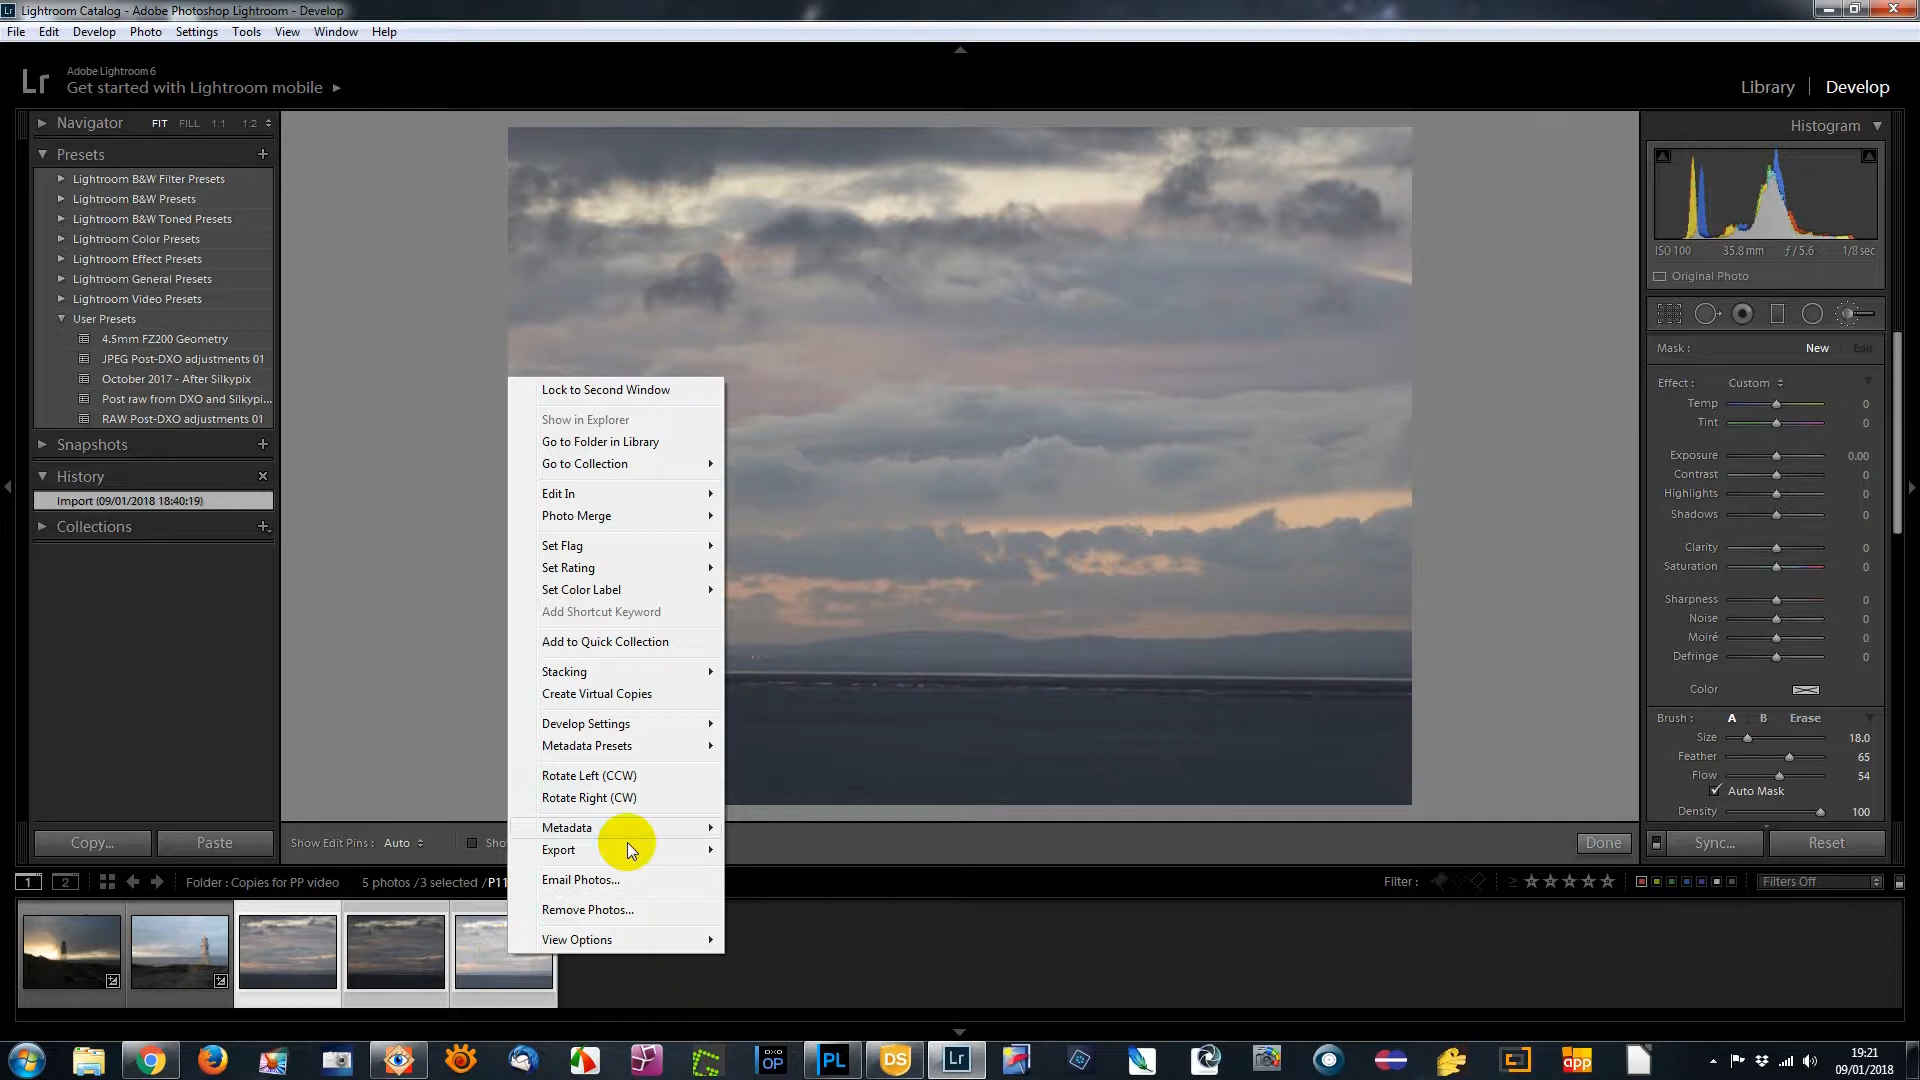 Lightroom Catalog - Adobe Photoshop Lightroom - Develop
File Edit Develop Photo Settings Tools View Window Help
Lr
Adobe Lightroom 6
Get started with Lightroom mobile
Library | Develop
Navigator FIT FILL 1:1 1:2
Presets
Lightroom B&W Filter Presets
Lightroom B&W Presets
Lightroom B&W Toned Presets
Lightroom Color Presets
Lightroom Effect Presets
Lightroom General Presets
Lightroom Video Presets
User Presets
4.5mm FZ200 Geometry
JPEG Post-DXO adjustments 01
October 2017 - After Silkypix
Post raw from DXO and Silkypi...
RAW Post-DXO adjustments 01
Snapshots
History
Import (09/01/2018 18:40:19)
Collections
Copy... Paste
Show Edit Pins : Auto Sho
Lock to Second Window
Show in Explorer
Go to Folder in Library
Go to Collection
Edit In
Photo Merge
Set Flag
Set Rating
Set Color Label
Add Shortcut Keyword
Add to Quick Collection
Stacking
Create Virtual Copies
Develop Settings
Metadata Presets
Rotate Left (CCW)
Rotate Right (CW)
Metadata
Export
Email Photos...
Remove Photos...
View Options
Histogram
ISO 100 35.8 mm ƒ / 5.6 1/8 sec
Original Photo
Mask : New Edit
Effect : Custom
Temp 0
Tint 0
Exposure 0.00
Contrast 0
Highlights 0
Shadows 0
Clarity 0
Saturation 0
Sharpness 0
Noise 0
Moiré 0
Defringe 0
Color
Brush : A B Erase
Size 18.0
Feather 65
Flow 54
Auto Mask
Density 100
Done Sync... Reset
1 2 Folder : Copies for PP video 5 photos /3 selected /P11
Filter : Filters Off
DXO OP PL DS Lr app
19:21
09/01/2018